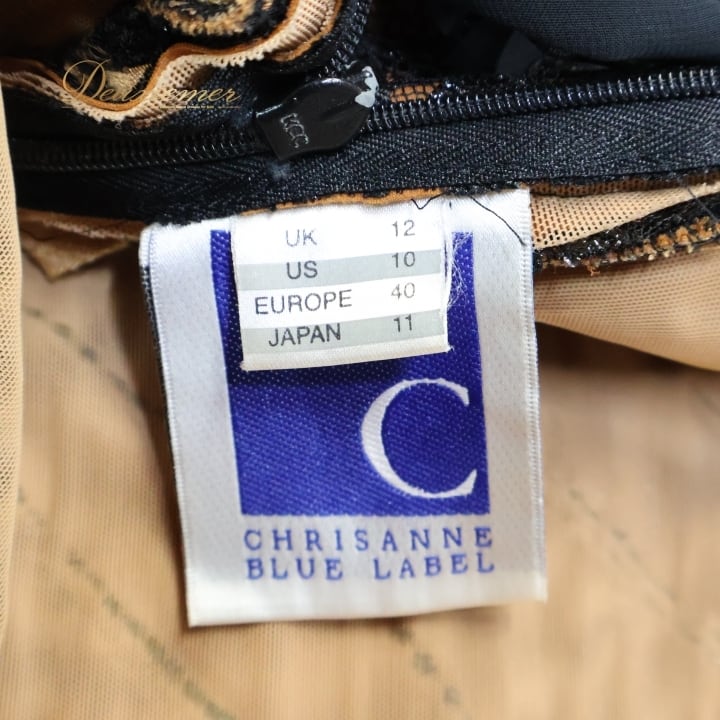 UK 12
US 10
EUROPE 40
JAPAN 11
C
CHRISANNE
BLUE LABEL